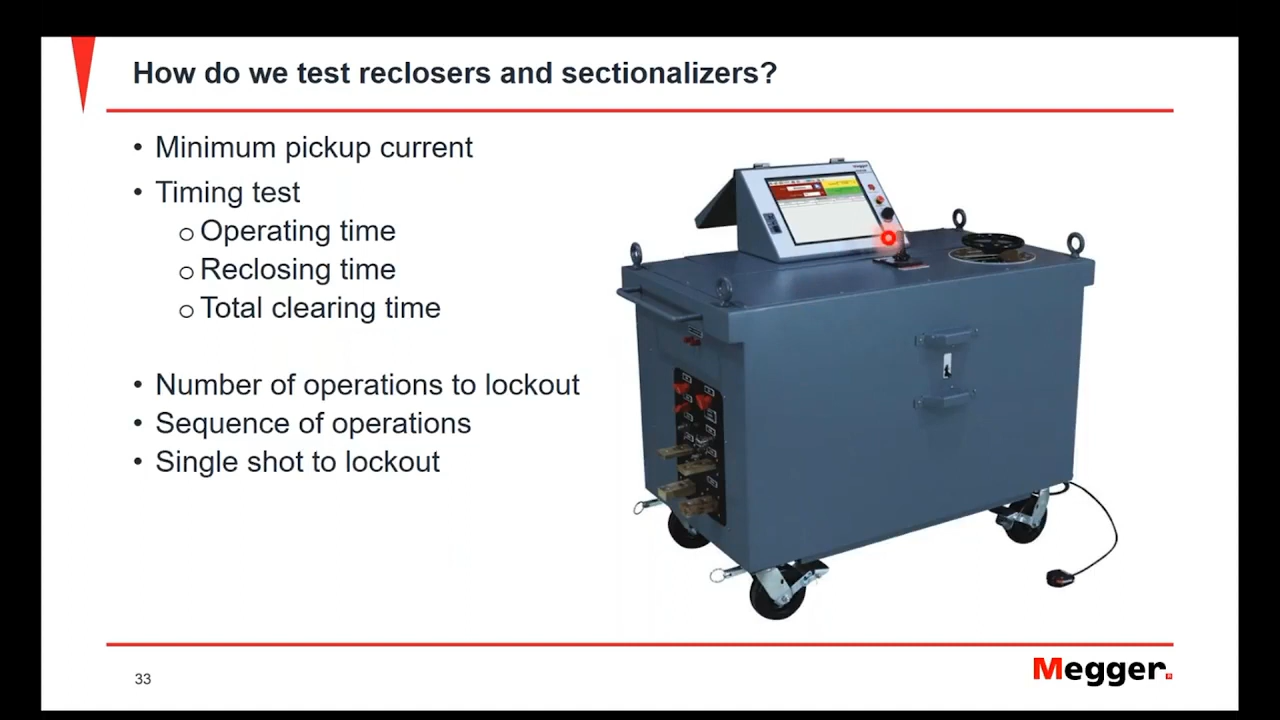 How do we test reclosers and sectionalizers?
• Minimum pickup current
• Timing test
o Operating time
o Reclosing time
o Total clearing time
• Number of operations to lockout
• Sequence of operations
• Single shot to lockout
Megger
33
Megger.